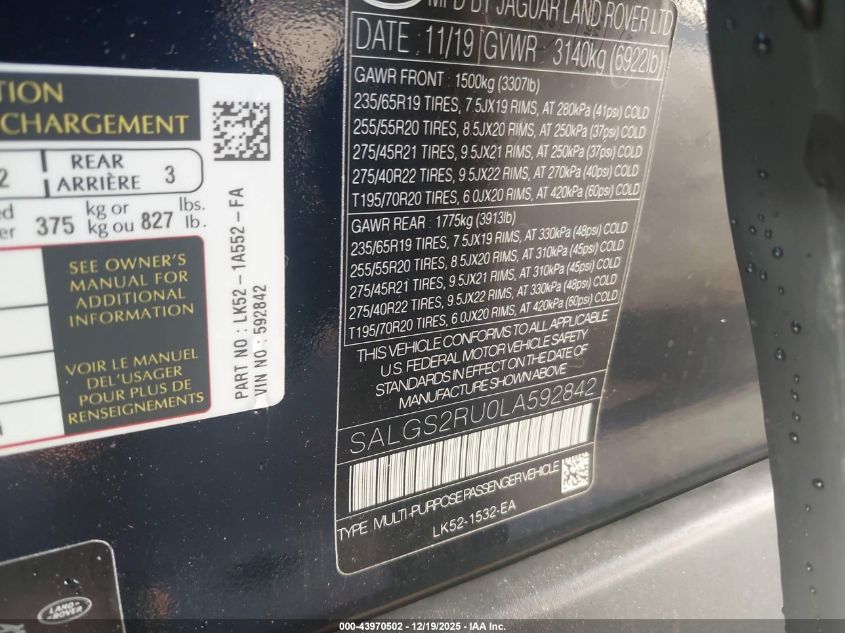 TION
CHARGEMENT
2 REAR ARRIÈRE 3
375 kg or kg ou 827 lbs. lb.
SEE OWNER'S
MANUAL FOR
ADDITIONAL
INFORMATION
VOIR LE MANUEL
DEL'USAGER
POUR PLUS DE
RENSEIGNEMENTS
PART NO : LK52-1A552-FA
VIN NO : 592842
MFD BY JAGUAR LAND ROVER LTD
DATE: 11/19 GVWR : 3140kg (6922lb)
GAWR FRONT : 1500kg (3307lb)
235/65R19 TIRES, 7.5JX19 RIMS, AT 280kPa (41psi) COLD
255/55R20 TIRES, 8.5JX20 RIMS, AT 250kPa (37psi) COLD
275/45R21 TIRES, 9.5JX21 RIMS, AT 250kPa (37psi) COLD
275/40R22 TIRES, 9.5JX22 RIMS, AT 270kPa (40psi) COLD
T195/70R20 TIRES, 6.0JX20 RIMS, AT 420kPa (60psi) COLD
GAWR REAR : 1775kg (3913lb)
235/65R19 TIRES, 7.5JX19 RIMS, AT 330kPa (48psi) COLD
255/55R20 TIRES, 8.5JX20 RIMS, AT 310kPa (45psi) COLD
275/45R21 TIRES, 9.5JX21 RIMS, AT 310kPa (45psi) COLD
275/40R22 TIRES, 9.5JX22 RIMS, AT 330kPa (48psi) COLD
T195/70R20 TIRES, 6.0JX20 RIMS, AT 420kPa (60psi) COLD
THIS VEHICLE CONFORMS TO ALL APPLICABLE
U.S. FEDERAL MOTOR VEHICLE SAFETY
STANDARDS IN EFFECT ON THE DATE OF
MANUFACTURE SHOWN ABOVE
SALGS2RU0LA592842
TYPE MULTI-PURPOSE PASSENGER VEHICLE
LK52-1532-EA
LAND ROVER
000-43970502 - 12/19/2025 - IAA Inc.